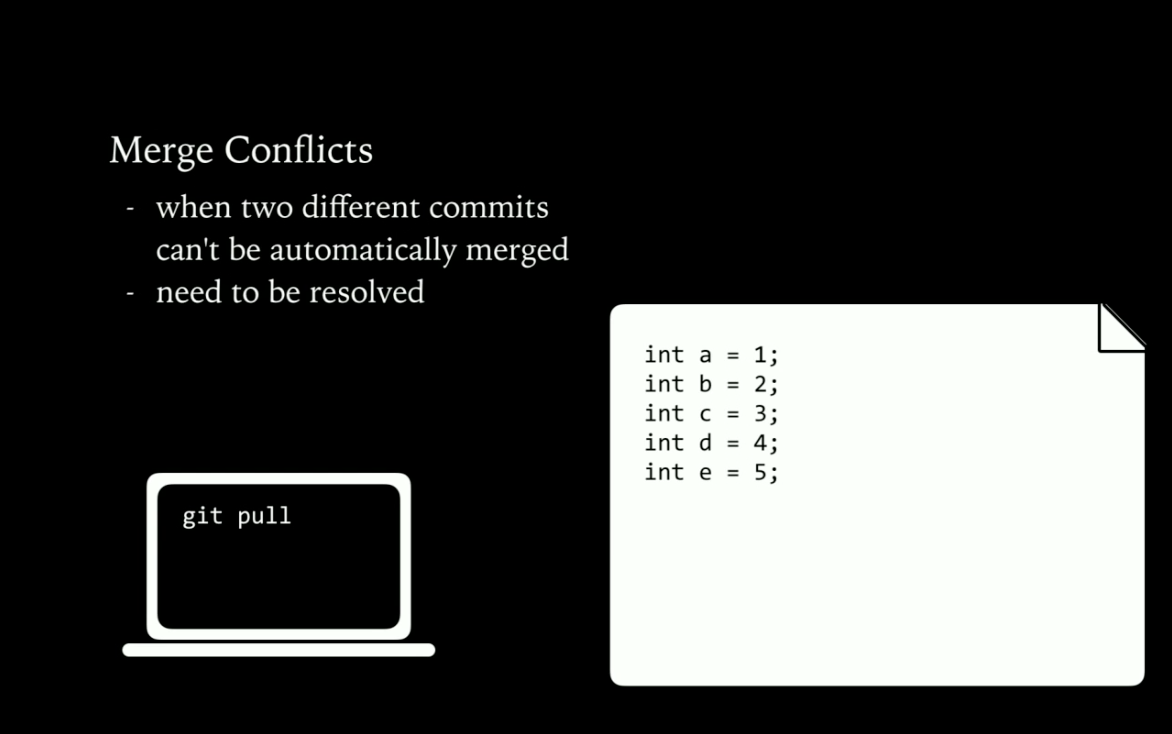 Merge Conflicts
- when two different commits
can't be automatically merged
- need to be resolved
git pull
int a = 1;
int b = 2;
int c = 3;
int d = 4;
int e = 5;